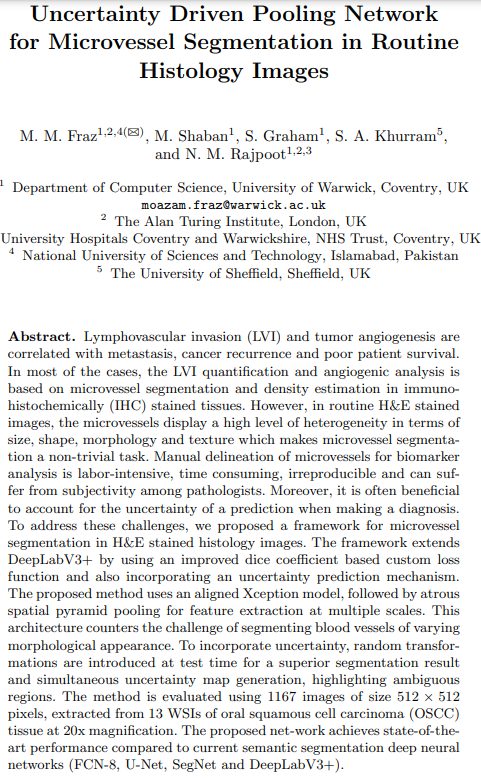 Uncertainty Driven Pooling Network
for Microvessel Segmentation in Routine
Histology Images
M. M. Fraz1,2,4(✉), M. Shaban1, S. Graham1, S. A. Khurram5,
and N. M. Rajpoot1,2,3
1 Department of Computer Science, University of Warwick, Coventry, UK
moazam.fraz@warwick.ac.uk
2 The Alan Turing Institute, London, UK
University Hospitals Coventry and Warwickshire, NHS Trust, Coventry, UK
4 National University of Sciences and Technology, Islamabad, Pakistan
5 The University of Sheffield, Sheffield, UK
Abstract. Lymphovascular invasion (LVI) and tumor angiogenesis are
correlated with metastasis, cancer recurrence and poor patient survival.
In most of the cases, the LVI quantification and angiogenic analysis is
based on microvessel segmentation and density estimation in immuno-
histochemically (IHC) stained tissues. However, in routine H&E stained
images, the microvessels display a high level of heterogeneity in terms of
size, shape, morphology and texture which makes microvessel segmenta-
tion a non-trivial task. Manual delineation of microvessels for biomarker
analysis is labor-intensive, time consuming, irreproducible and can suf-
fer from subjectivity among pathologists. Moreover, it is often beneficial
to account for the uncertainty of a prediction when making a diagnosis.
To address these challenges, we proposed a framework for microvessel
segmentation in H&E stained histology images. The framework extends
DeepLabV3+ by using an improved dice coefficient based custom loss
function and also incorporating an uncertainty prediction mechanism.
The proposed method uses an aligned Xception model, followed by atrous
spatial pyramid pooling for feature extraction at multiple scales. This
architecture counters the challenge of segmenting blood vessels of varying
morphological appearance. To incorporate uncertainty, random transfor-
mations are introduced at test time for a superior segmentation result
and simultaneous uncertainty map generation, highlighting ambiguous
regions. The method is evaluated using 1167 images of size 512 × 512
pixels, extracted from 13 WSIs of oral squamous cell carcinoma (OSCC)
tissue at 20x magnification. The proposed net-work achieves state-of-the-
art performance compared to current semantic segmentation deep neural
networks (FCN-8, U-Net, SegNet and DeepLabV3+).